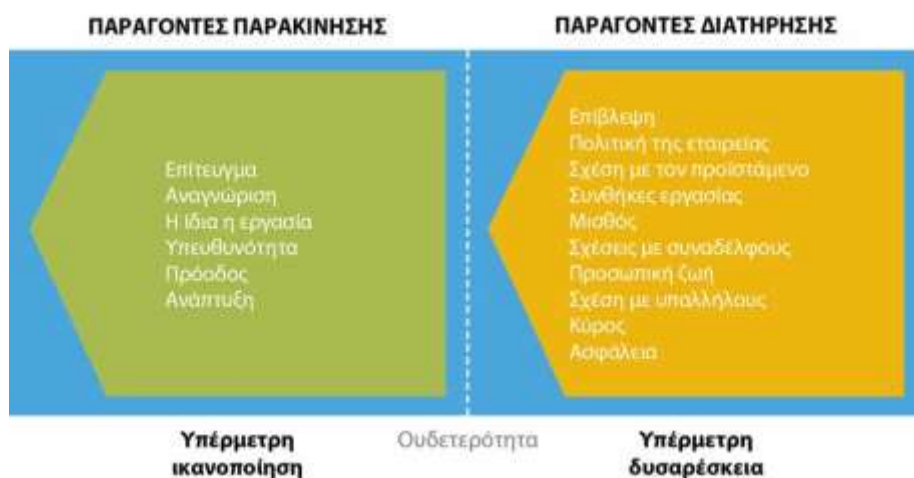 ΠΑΡΑΓΟΝΤΕΣ ΠΑΡΑΚΙΝΗΣΗΣ
ΠΑΡΑΓΟΝΤΕΣ ΔΙΑΤΗΡΗΣΗΣ
Επίτευγμα
Αναγνώριση
Η ίδια η εργασία
Υπευθυνότητα
Πρόοδος
Ανάπτυξη
Επίβλεψη
Πολιτική της εταιρείας
Σχέση με τον προϊστάμενο
Συνθήκες εργασίας
Μισθός
Σχέσεις με συναδέλφους
Προσωπική ζωή
Σχέση με υπαλλήλους
Κύρος
Ασφάλεια
Υπέρμετρη
ικανοποίηση
Ουδετερότητα
Υπέρμετρη
δυσαρέσκεια